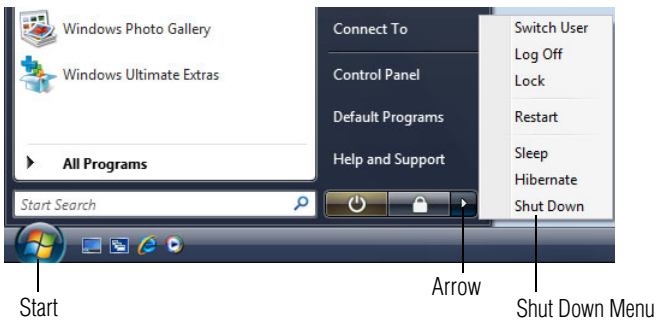 Windows Photo Gallery
Windows Ultimate Extras
All Programs
Start Search
Connect To
Control Panel
Default Programs
Help and Support
Switch User
Log Off
Lock
Restart
Sleep
Hibernate
Shut Down
Start
Arrow
Shut Down Menu